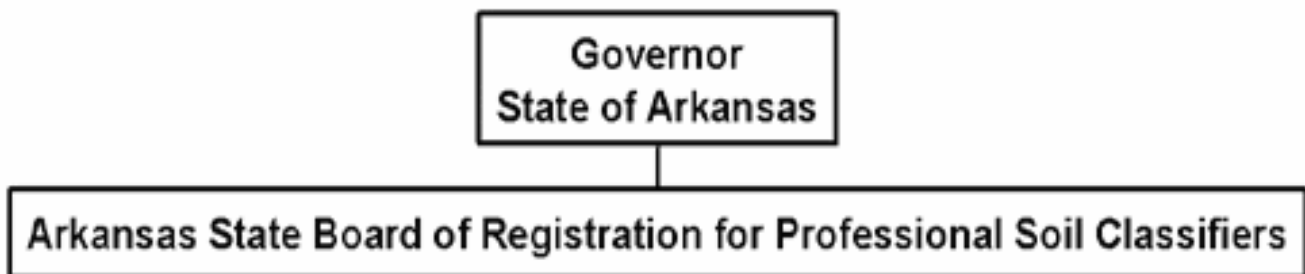 Governor
State of Arkansas
Arkansas State Board of Registration for Professional Soil Classifiers